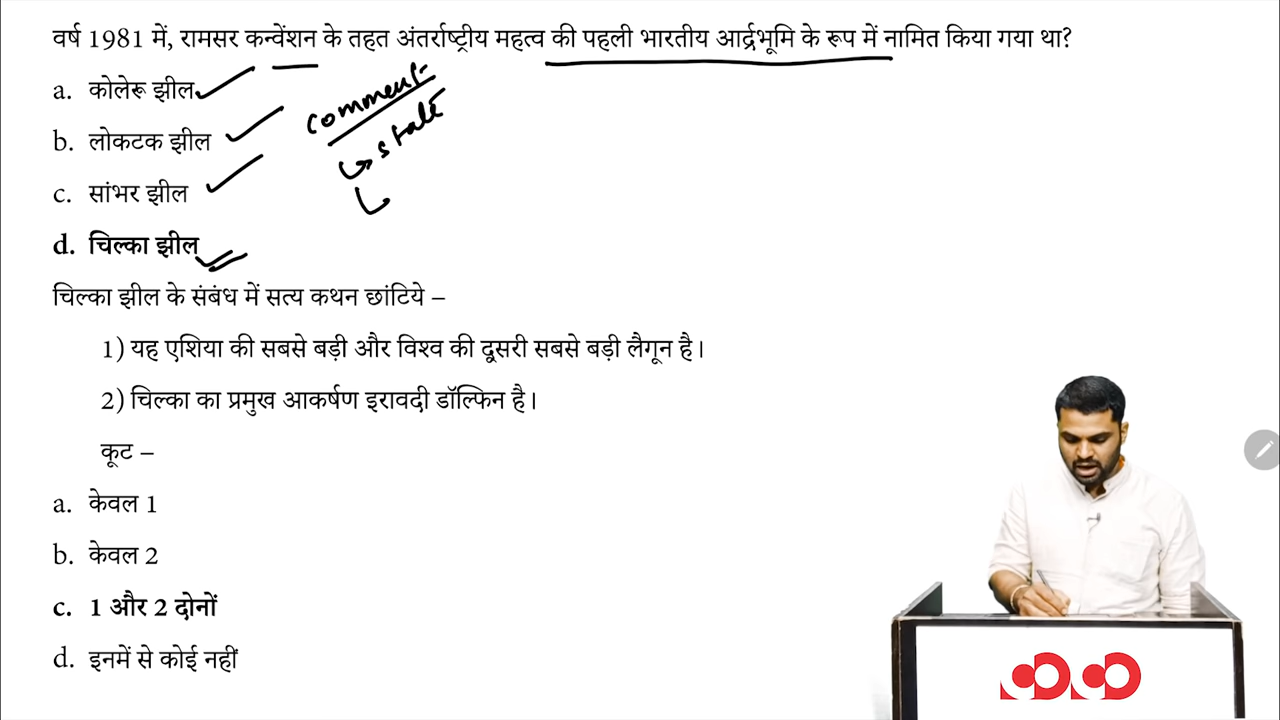 वर्ष 1981 में, रामसर कन्वेंशन के तहत अंतर्राष्ट्रीय महत्व की पहली भारतीय आर्द्रभूमि के रूप में नामित किया गया था?
a. कोलेरू झील
b. लोकटक झील
c. सांभर झील
d. चिल्का झील
comment
state
चिल्का झील के संबंध में सत्य कथन छांटिये –
1) यह एशिया की सबसे बड़ी और विश्व की दूसरी सबसे बड़ी लैगून है।
2) चिल्का का प्रमुख आकर्षण इरावदी डॉल्फिन है।
कूट –
a. केवल 1
b. केवल 2
c. 1 और 2 दोनों
d. इनमें से कोई नहीं